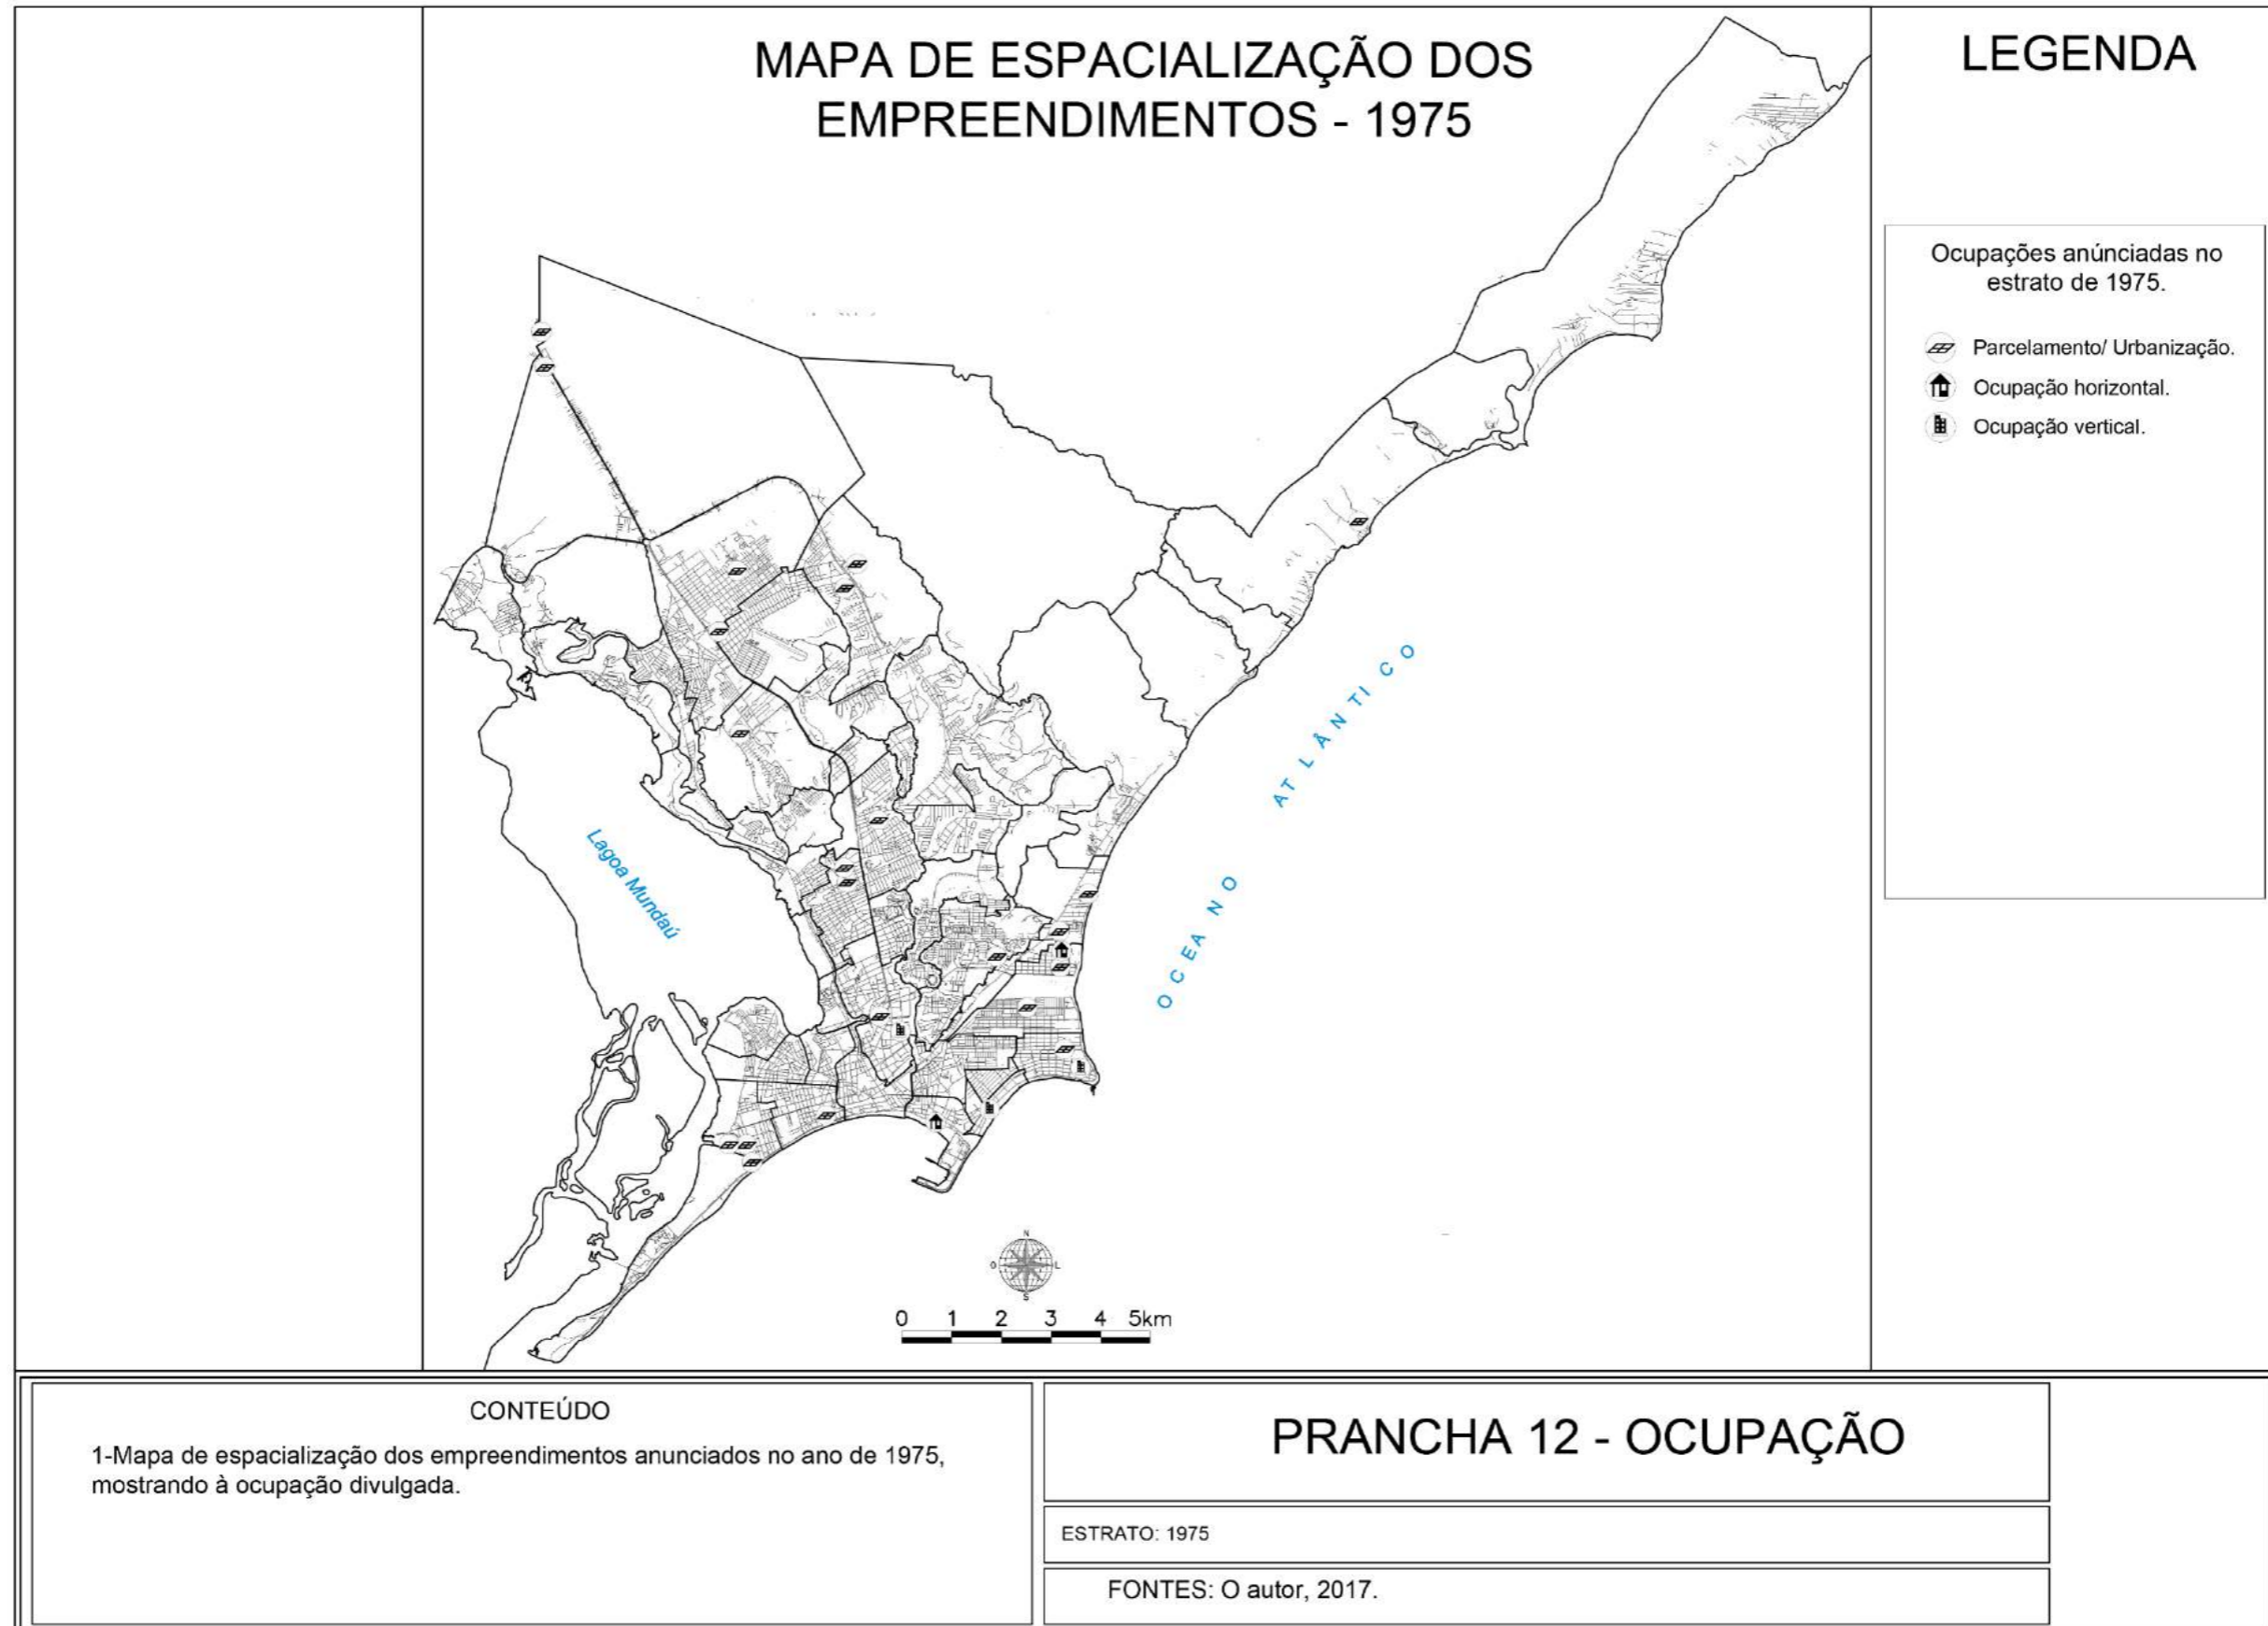 MAPA DE ESPACIALIZAÇÃO DOS
EMPREENDIMENTOS - 1975
LEGENDA
Ocupações anúnciadas no
estrato de 1975.
Parcelamento/ Urbanização.
Ocupação horizontal.
Ocupação vertical.
OCEANO ATLÂNTICO
Lagoa Mundaú
N
O L
S
0 1 2 3 4 5km
CONTEÚDO
1-Mapa de espacialização dos empreendimentos anunciados no ano de 1975,
mostrando à ocupação divulgada.
PRANCHA 12 - OCUPAÇÃO
ESTRATO: 1975
FONTES: O autor, 2017.